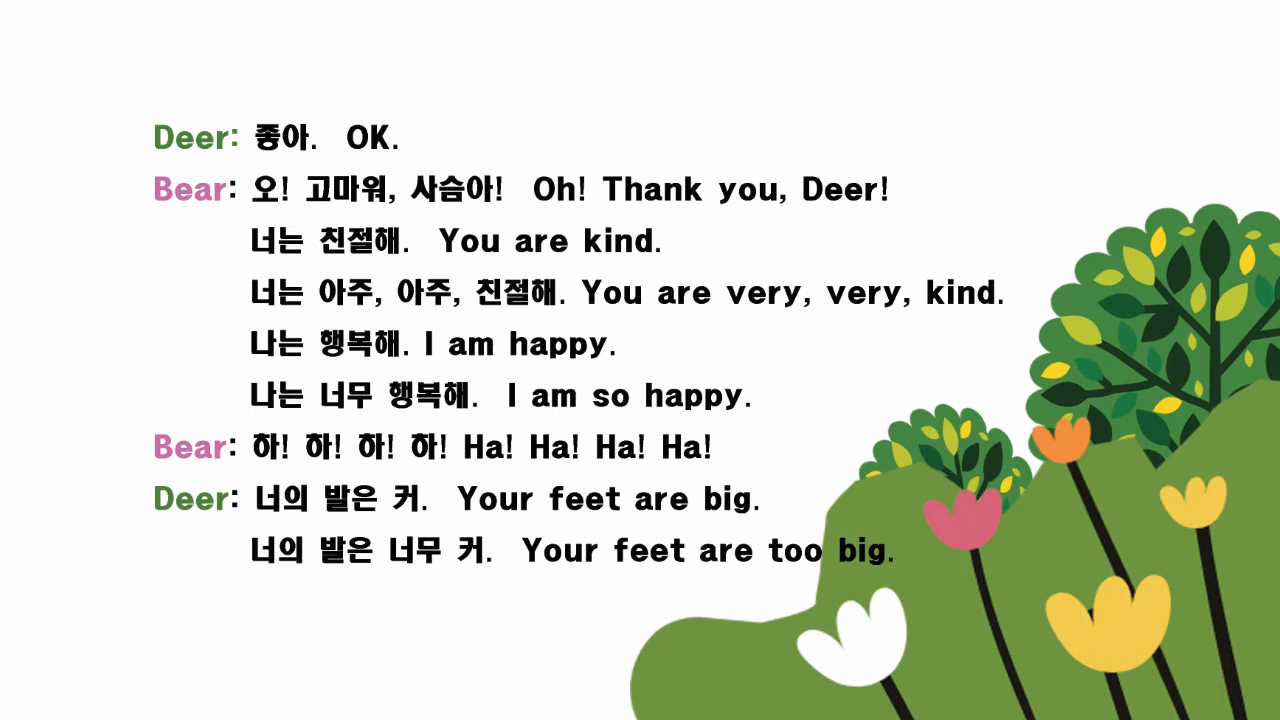 Deer: 좋아. OK.
Bear: 오! 고마워, 사슴아! Oh! Thank you, Deer!
너는 친절해. You are kind.
너는 아주, 아주, 친절해. You are very, very, kind.
나는 행복해. I am happy.
나는 너무 행복해. I am so happy.
Bear: 하! 하! 하! 하! Ha! Ha! Ha! Ha!
Deer: 너의 발은 커. Your feet are big.
너의 발은 너무 커. Your feet are too big.